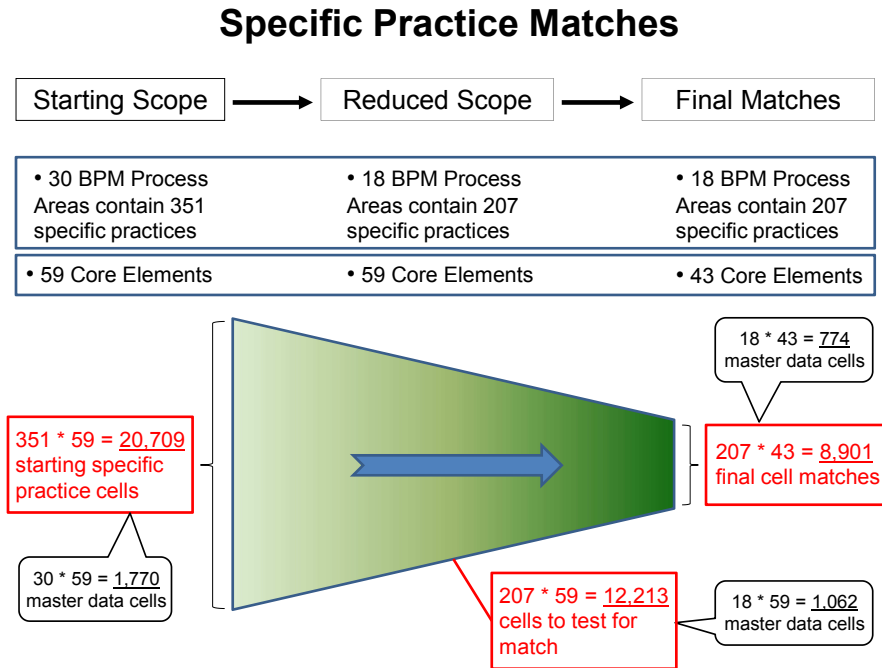 Specific Practice Matches
Starting Scope
Reduced Scope
Final Matches
• 30 BPM Process
Areas contain 351
specific practices
• 18 BPM Process
Areas contain 207
specific practices
• 18 BPM Process
Areas contain 207
specific practices
• 59 Core Elements
• 59 Core Elements
• 43 Core Elements
18 * 43 = 774
master data cells
351 * 59 = 20,709
starting specific
practice cells
207 * 43 = 8,901
final cell matches
30 * 59 = 1,770
master data cells
207 * 59 = 12,213
cells to test for
match
18 * 59 = 1,062
master data cells